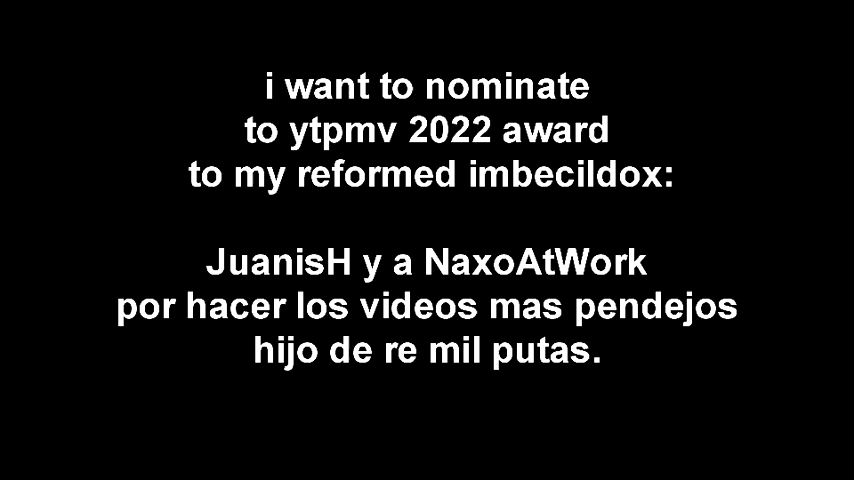 i want to nominate
to ytpmv 2022 award
to my reformed imbecildox:
JuanisH y a NaxoAtWork
por hacer los videos mas pendejos
hijo de re mil putas.